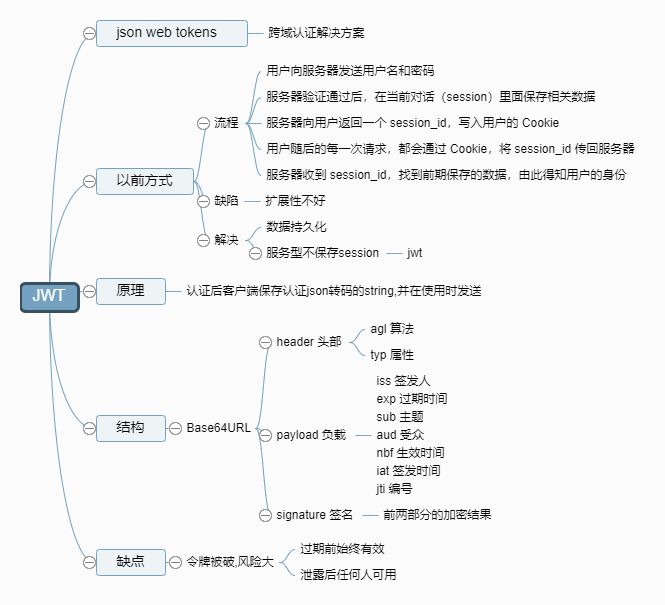 JWT
json web tokens
跨域认证解决方案
以前方式
流程
用户向服务器发送用户名和密码
服务器验证通过后，在当前对话（session）里面保存相关数据
服务器向用户返回一个 session_id，写入用户的 Cookie
用户随后的每一次请求，都会通过 Cookie，将 session_id 传回服务器
服务器收到 session_id，找到前期保存的数据，由此得知用户的身份
缺陷
扩展性不好
解决
数据持久化
服务型不保存session
jwt
原理
认证后客户端保存认证json转码的string,并在使用时发送
结构
Base64URL
header 头部
agl 算法
typ 属性
payload 负载
iss 签发人
exp 过期时间
sub 主题
aud 受众
nbf 生效时间
iat 签发时间
jti 编号
signature 签名
前两部分的加密结果
缺点
令牌被破,风险大
过期前始终有效
泄露后任何人可用